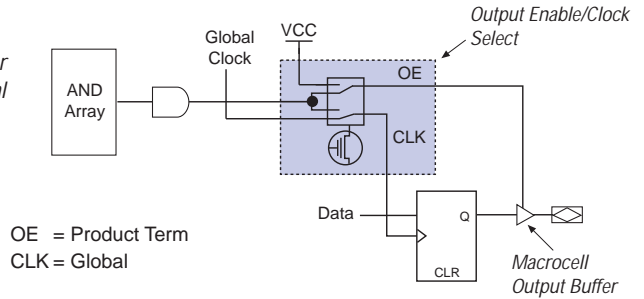 Output Enable/Clock
Select
r
al
Global
Clock
VCC
AND
Array
OE
CLK
Data
Q
CLR
OE = Product Term
CLK = Global
Macrocell
Output Buffer